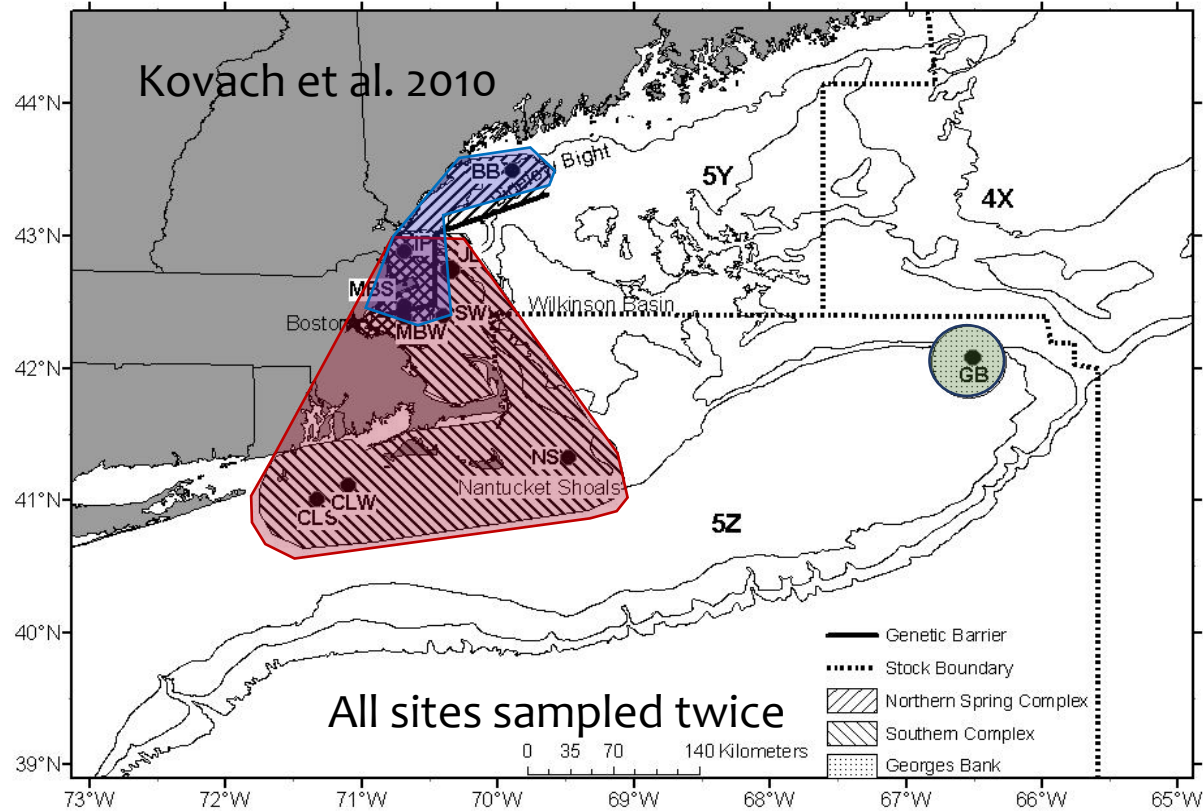 Kovach et al. 2010
44°N
43°N
42°N
41°N
40°N
39°N
BB
Bight
5Y
4X
IP
JL
MBS
SW
Wilkinson Basin
Boston
MBW
GB
NS
Nantucket Shoals
CLW
CLS
5Z
Genetic Barrier
Stock Boundary
Northern Spring Complex
Southern Complex
Georges Bank
All sites sampled twice
0 35 70 140 Kilometers
73°W 72°W 71°W 70°W 69°W 68°W 67°W 66°W 65°W